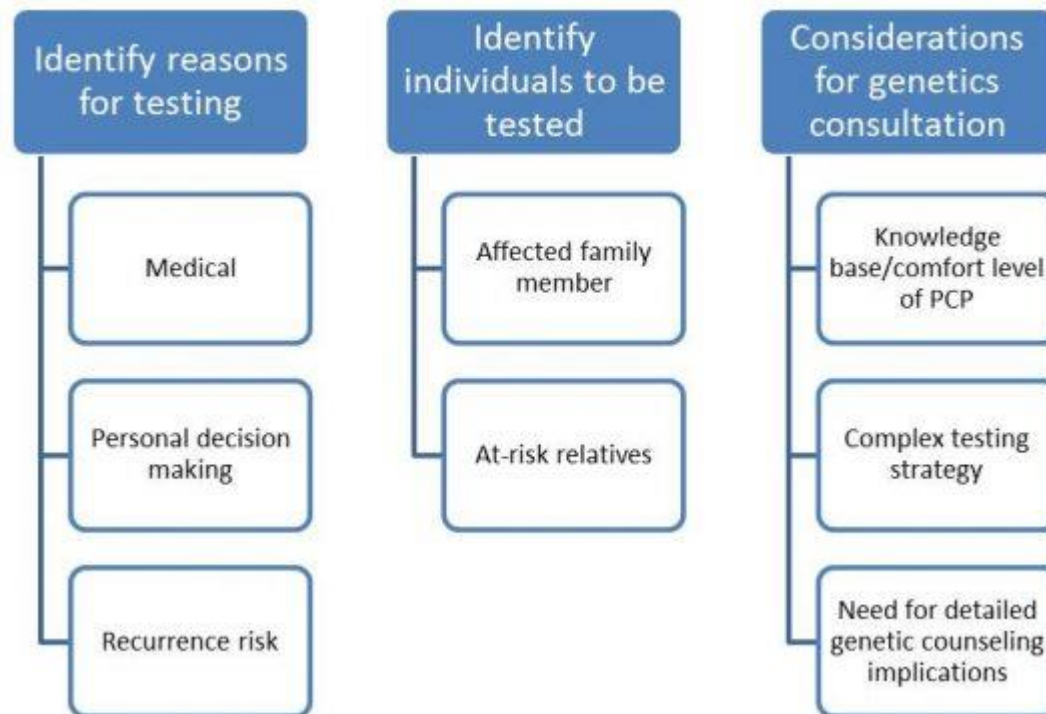 Identify reasons
for testing
Medical
Personal decision
making
Recurrence risk
Identify
individuals to be
tested
Affected family
member
At-risk relatives
Considerations
for genetics
consultation
Knowledge
base/comfort level
of PCP
Complex testing
strategy
Need for detailed
genetic counseling
implications